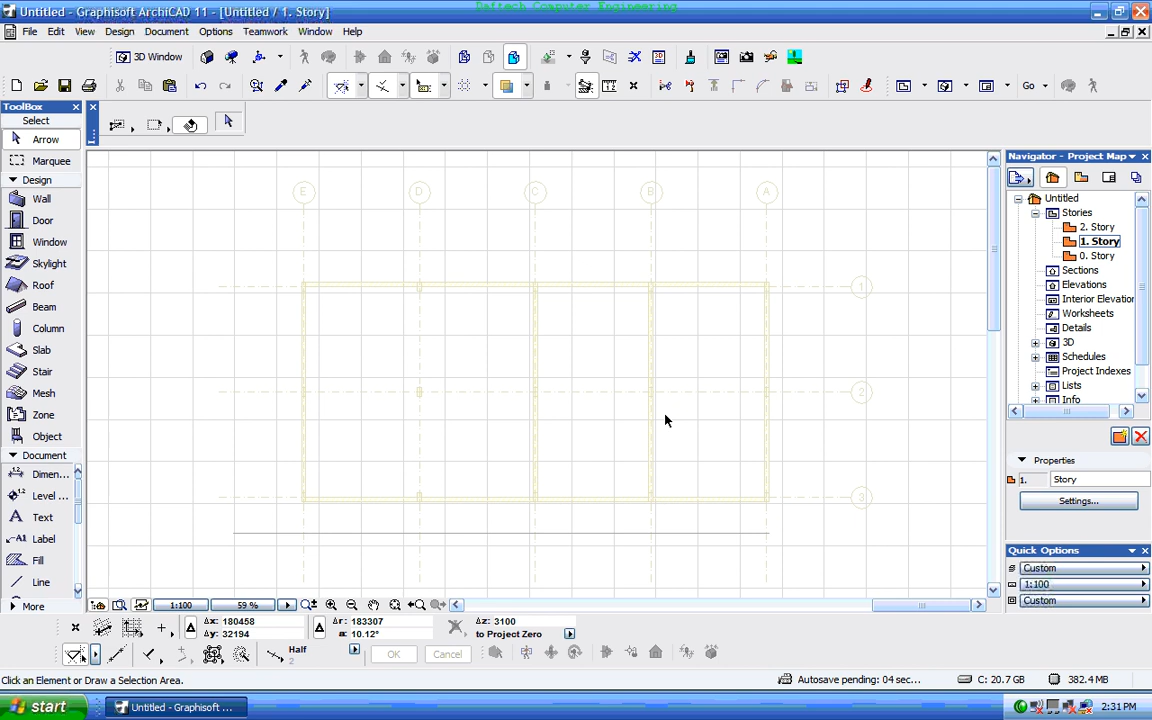 Deftech Computer Engineering
Untitled - Graphisoft ArchiCAD 11 - [Untitled / 1. Story]
File Edit View Design Document Options Teamwork Window Help
3D Window
Go
ToolBox
Select
Arrow
Marquee
Design
Wall
Door
Window
Skylight
Roof
Beam
Column
Slab
Stair
Mesh
Zone
Object
Document
Dimen...
Level ...
Text
Label
Fill
Line
More
E D C B A
1
2
3
Navigator - Project Map
Untitled
Stories
2. Story
1. Story
0. Story
Sections
Elevations
Interior Elevation
Worksheets
Details
3D
Schedules
Project Indexes
Lists
Info
Properties
1. Story
Settings...
Quick Options
Custom
1:100
Custom
1:100 59 %
Δx: 180458
Δy: 32194
Δr: 183307
α: 10.12°
Δz: 3100
to Project Zero
Half
2
OK Cancel
Click an Element or Draw a Selection Area.
Autosave pending: 04 sec... C: 20.7 GB 382.4 MB
start Untitled - Graphisoft ... 2:31 PM